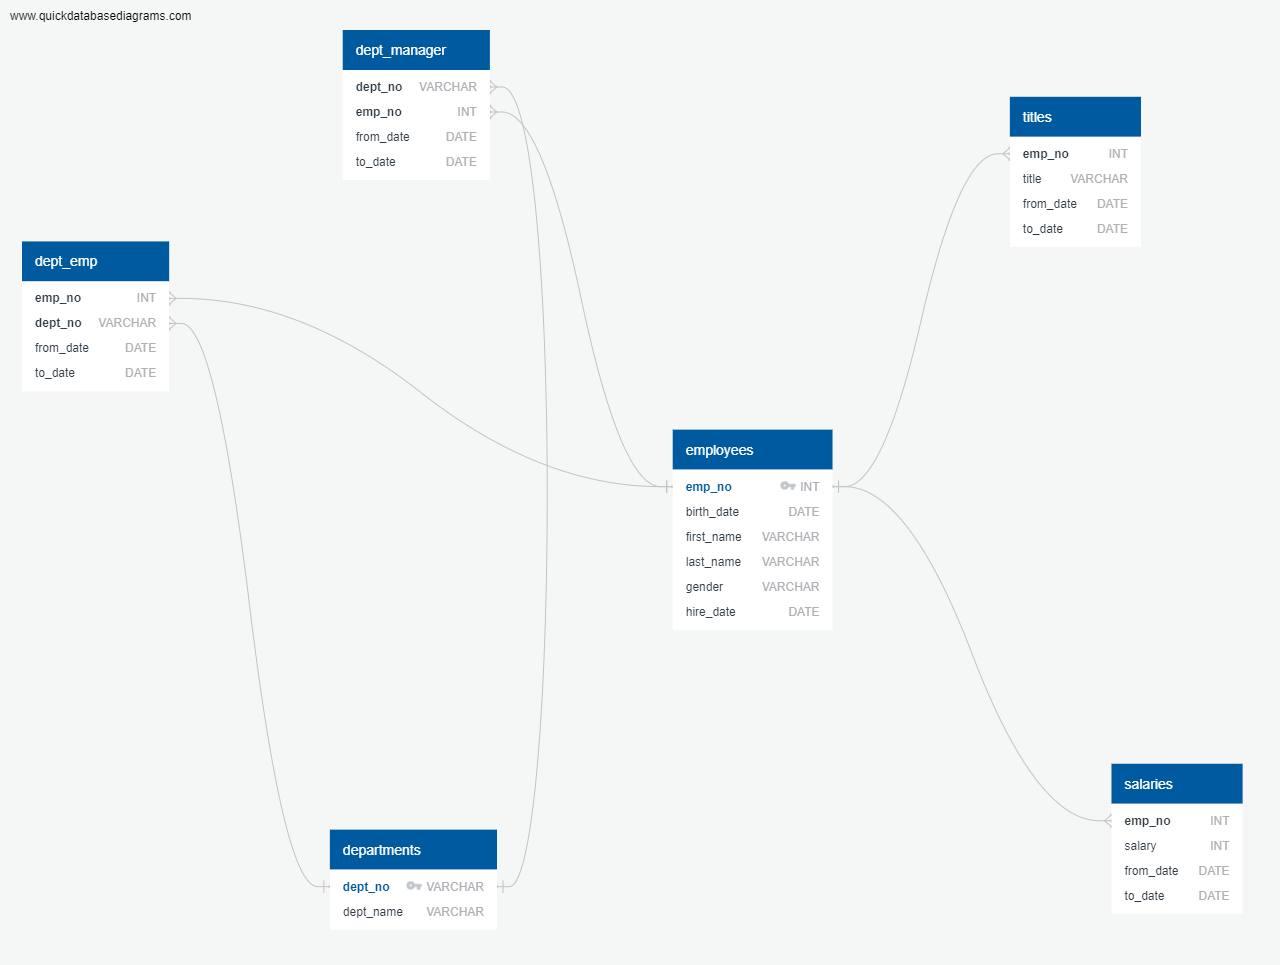 www.quickdatabasediagrams.com
dept_manager
dept_no VARCHAR
emp_no INT
from_date DATE
to_date DATE
titles
emp_no INT
title VARCHAR
from_date DATE
to_date DATE
dept_emp
emp_no INT
dept_no VARCHAR
from_date DATE
to_date DATE
employees
emp_no INT
birth_date DATE
first_name VARCHAR
last_name VARCHAR
gender VARCHAR
hire_date DATE
salaries
emp_no INT
salary INT
from_date DATE
to_date DATE
departments
dept_no VARCHAR
dept_name VARCHAR